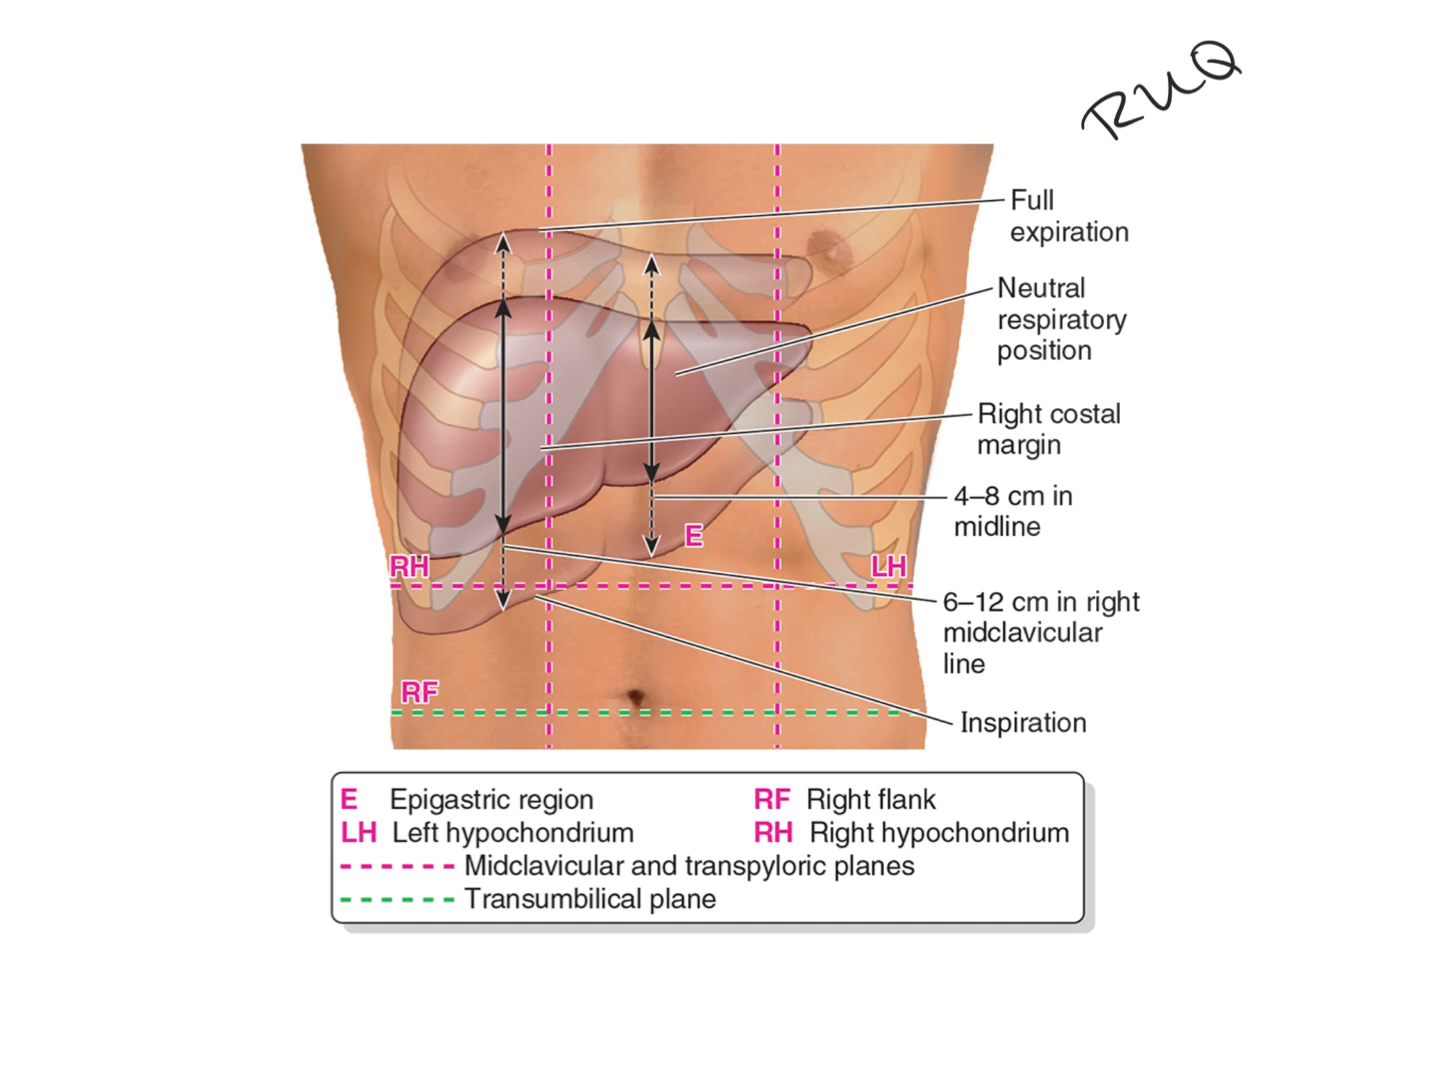 RUQ
Full
expiration
Neutral
respiratory
position
Right costal
margin
4–8 cm in
midline
E
RH
LH
6–12 cm in right
midclavicular
line
RF
Inspiration
E Epigastric region
RF Right flank
LH Left hypochondrium
RH Right hypochondrium
Midclavicular and transpyloric planes
Transumbilical plane